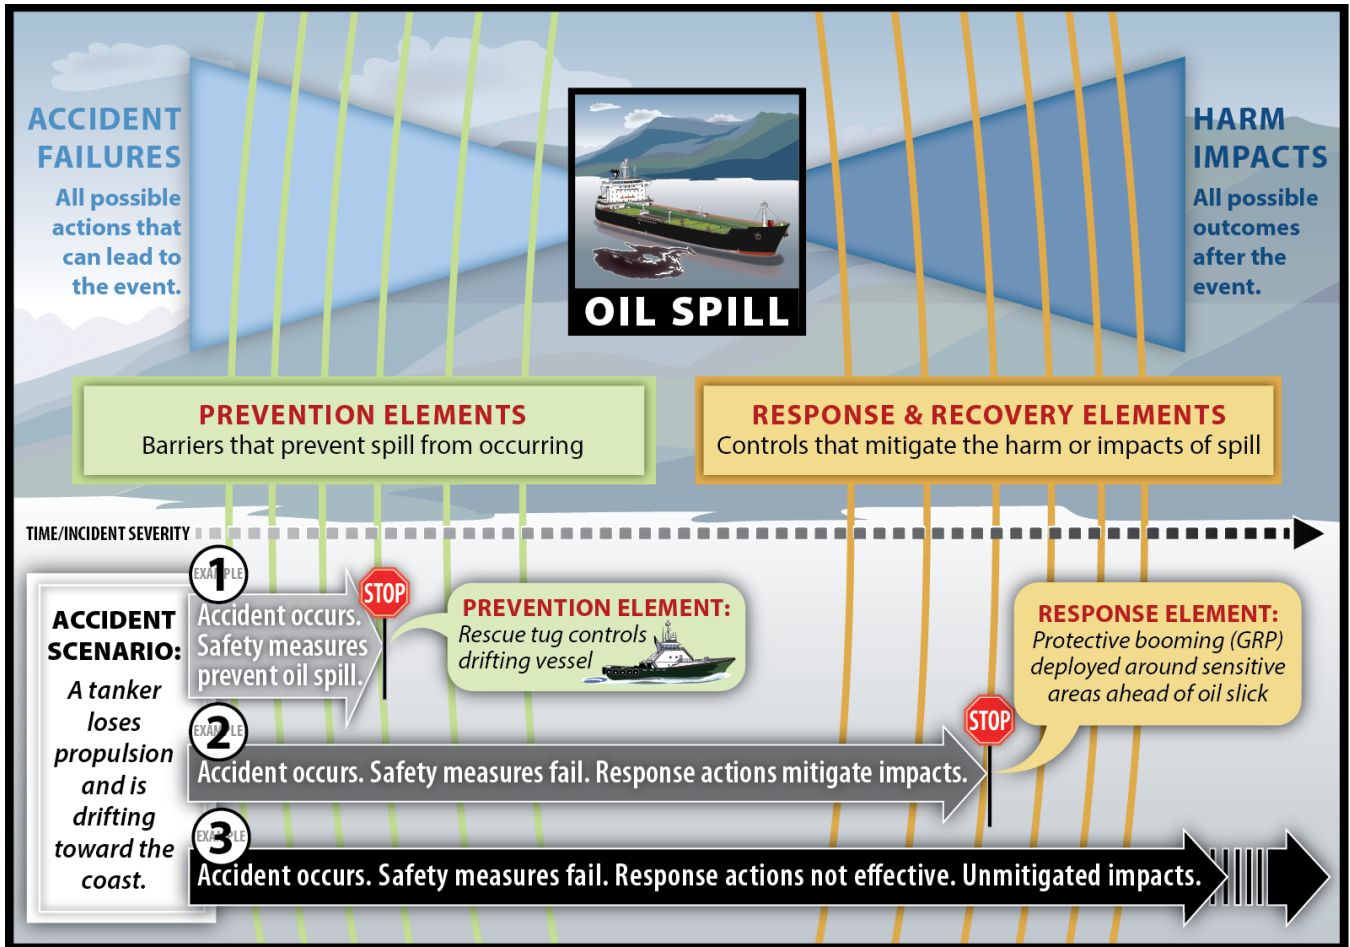 ACCIDENT
FAILURES
All possible
actions that
can lead to
the event.
OIL SPILL
HARM
IMPACTS
All possible
outcomes
after the
event.
PREVENTION ELEMENTS
Barriers that prevent spill from occurring
RESPONSE & RECOVERY ELEMENTS
Controls that mitigate the harm or impacts of spill
TIME/INCIDENT SEVERITY
ACCIDENT
SCENARIO:
A tanker
loses
propulsion
and is
drifting
toward the
coast.
EXAMPLE
1
Accident occurs.
Safety measures
prevent oil spill.
STOP
PREVENTION ELEMENT:
Rescue tug controls
drifting vessel
EXAMPLE
2
Accident occurs. Safety measures fail. Response actions mitigate impacts.
STOP
RESPONSE ELEMENT:
Protective booming (GRP)
deployed around sensitive
areas ahead of oil slick
EXAMPLE
3
Accident occurs. Safety measures fail. Response actions not effective. Unmitigated impacts.